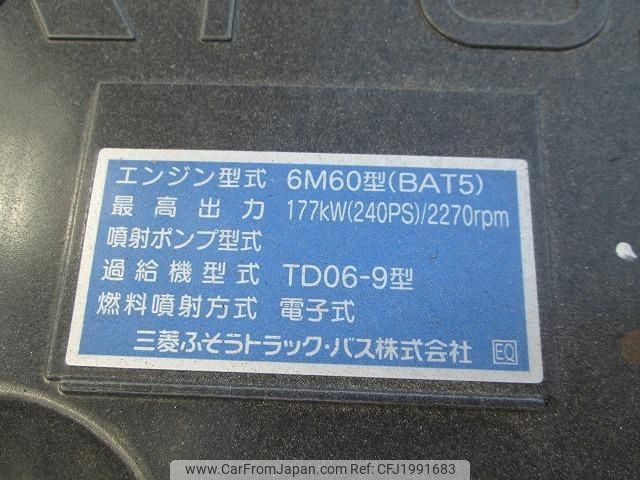 エンジン型式 6M60型(BAT5)
最高出力 177kW(240PS)/2270rpm
噴射ポンプ型式
過給機型式 TD06-9型
燃料噴射方式 電子式
三菱ふそうトラック・バス株式会社 EQ
www.CarFromJapan.com ID:CFJ1991683